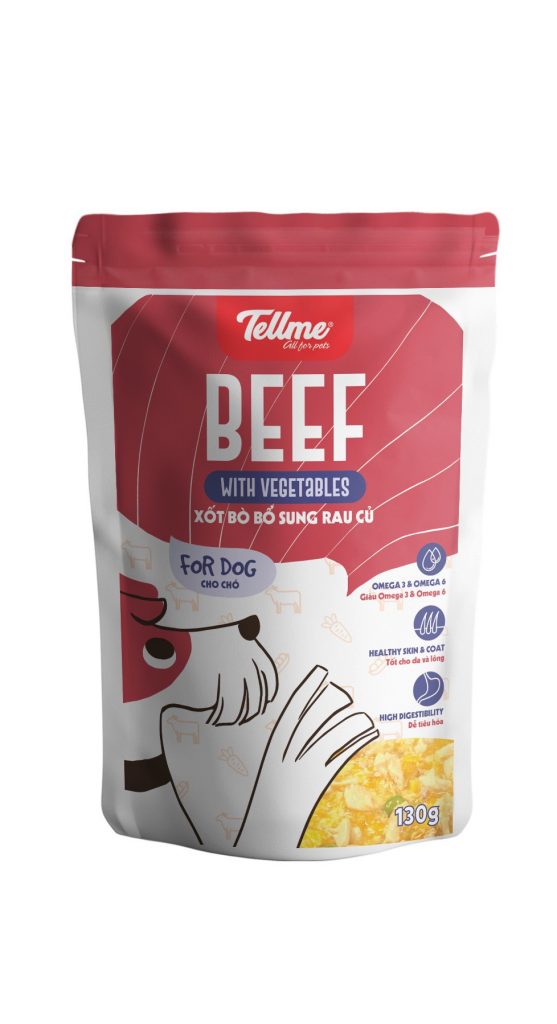 Tellme®
All for pets
BEEF
WITH VEGETaBLES
XỐT BÒ BỔ SUNG RAU CỦ
FoR DOG
CHO CHÓ
OMEGA 3 & OMEGA 6
Giàu Omega 3 & Omega 6
HEALTHY SKIN & COAT
Tốt cho da và lông
HIGH DIGESTIBILITY
Dễ tiêu hóa
130g